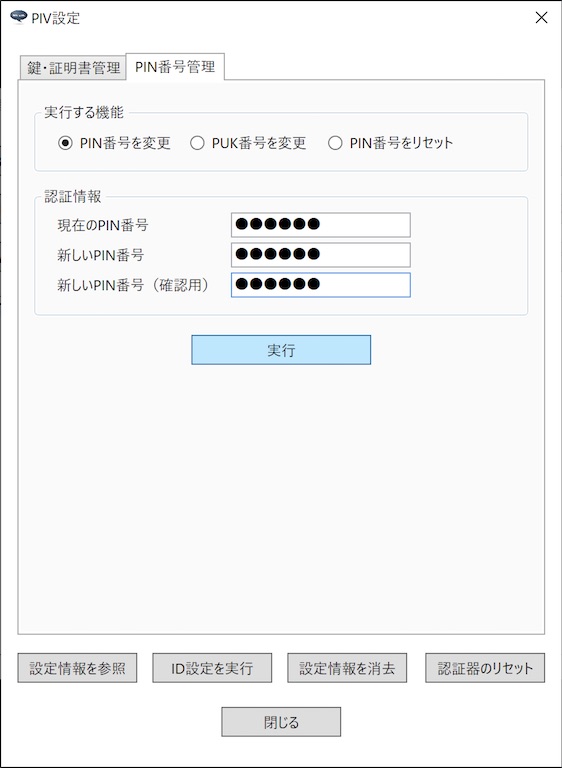 PIV設定
鍵・証明書管理 PIN番号管理
実行する機能
PIN番号を変更 PUK番号を変更 PIN番号をリセット
認証情報
現在のPIN番号 ●●●●●●
新しいPIN番号 ●●●●●●
新しいPIN番号（確認用） ●●●●●●
実行
設定情報を参照 ID設定を実行 設定情報を消去 認証器のリセット
閉じる